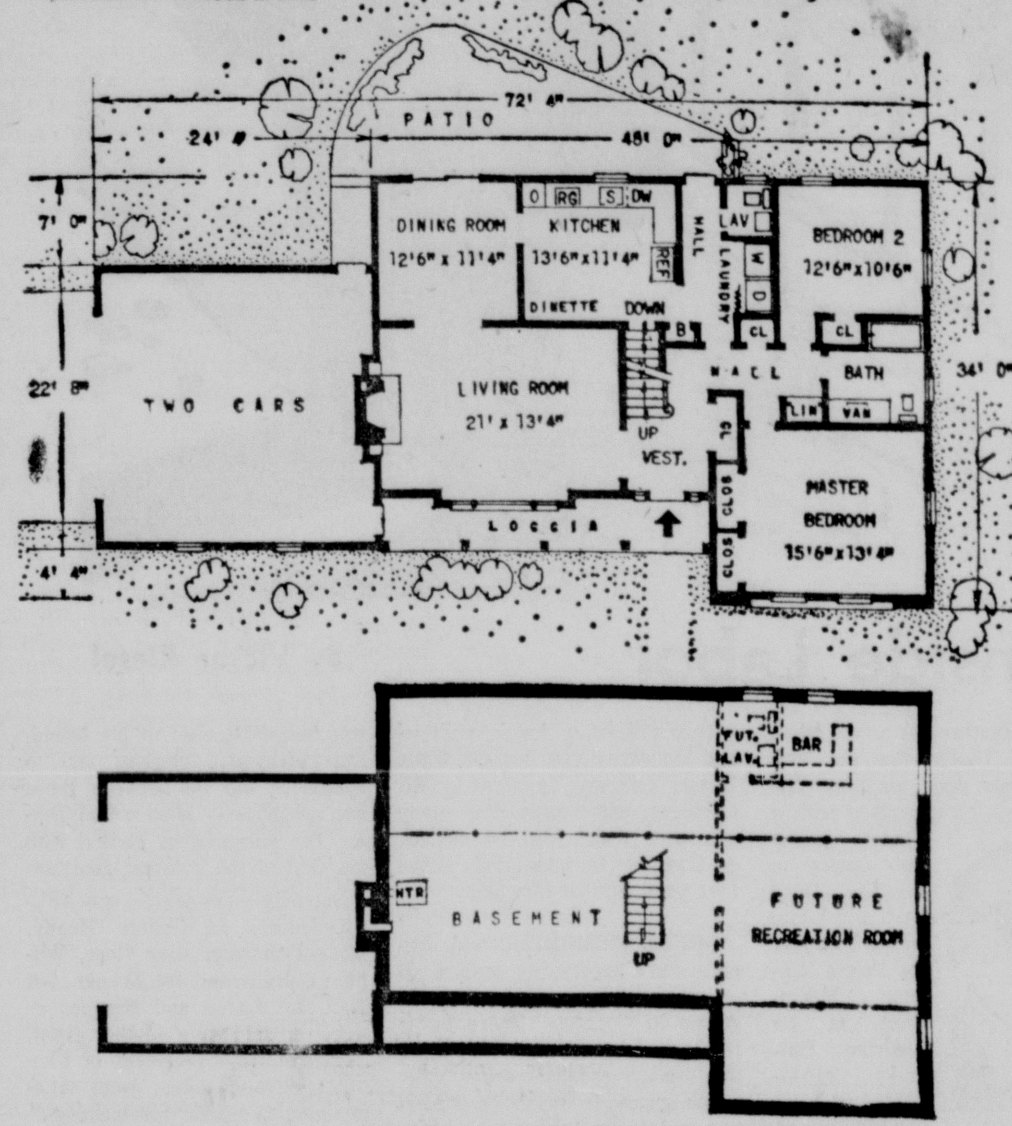 72' 4"
PATIO
24' 4"
48' 0"
7' 0"
DINING ROOM
12'6" x 11'4"
O RG S DW
KITCHEN
13'6" x 11'4"
REF
DINETTE
DOWN
HALL
LAV
LAUNDRY
W
D
BEDROOM 2
12'6" x 10'6"
B
CL
CL
22' 8"
TWO CARS
LIVING ROOM
21' x 13'4"
HALL
BATH
34' 0"
LIN
VAN
UP
VEST.
CL
CLOS
CLOS
MASTER
BEDROOM
15'6" x 13'4"
LOGGIA
4' 4"
FUT.
LAV.
BAR
HTR
BASEMENT
UP
FUTURE
RECREATION ROOM